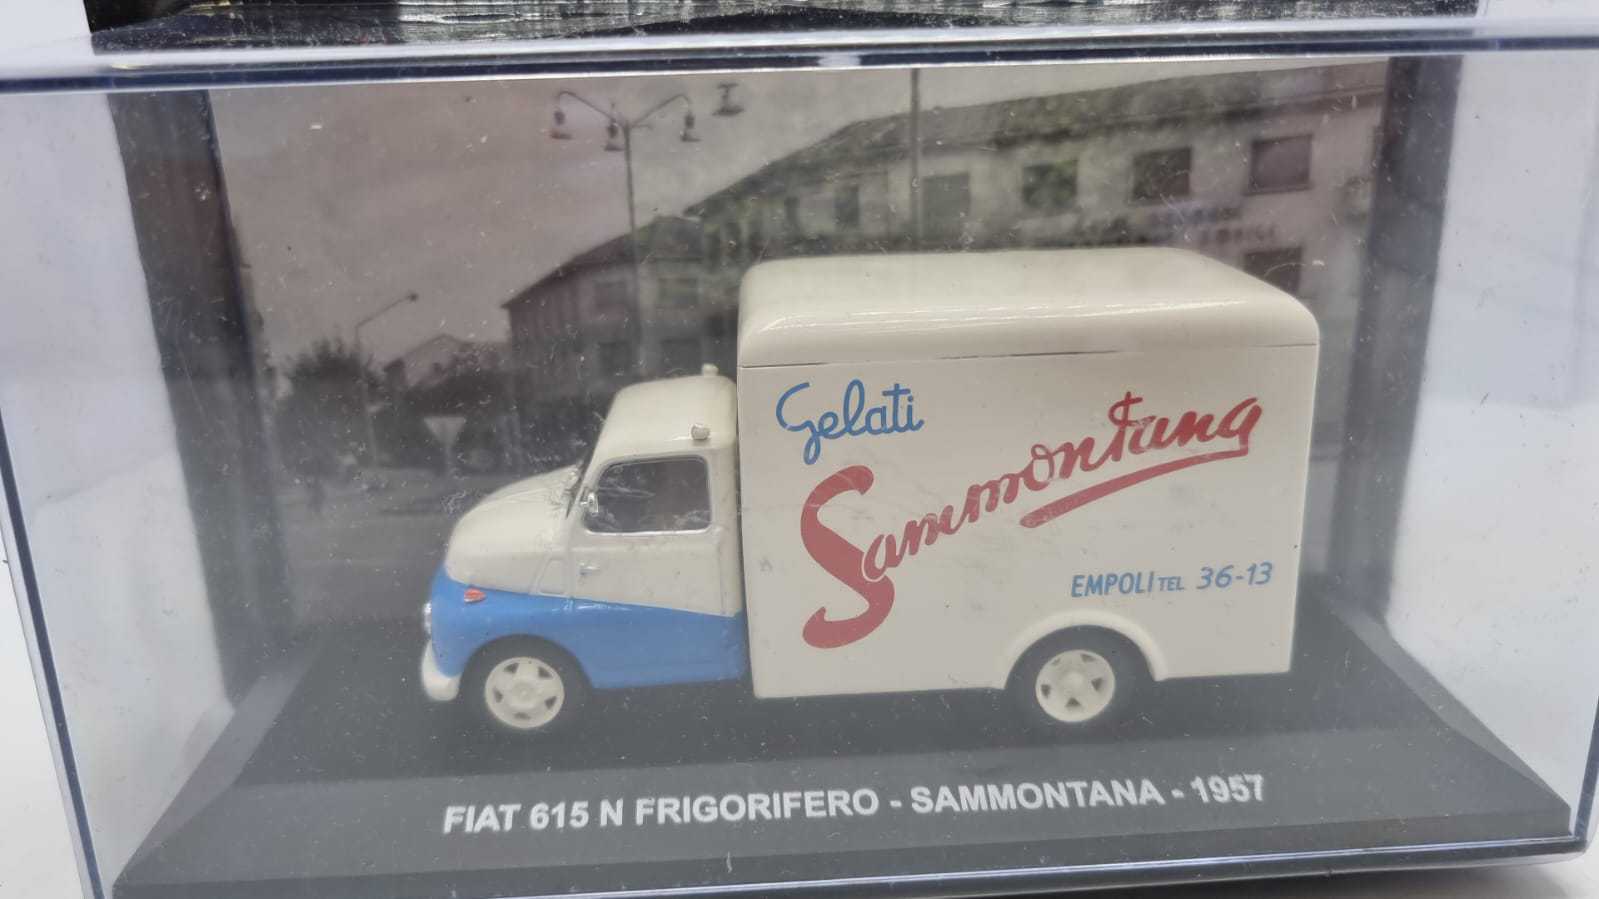 Gelati
Sammontana
EMPOLI TEL 36-13
FIAT 615 N FRIGORIFERO - SAMMONTANA - 1957